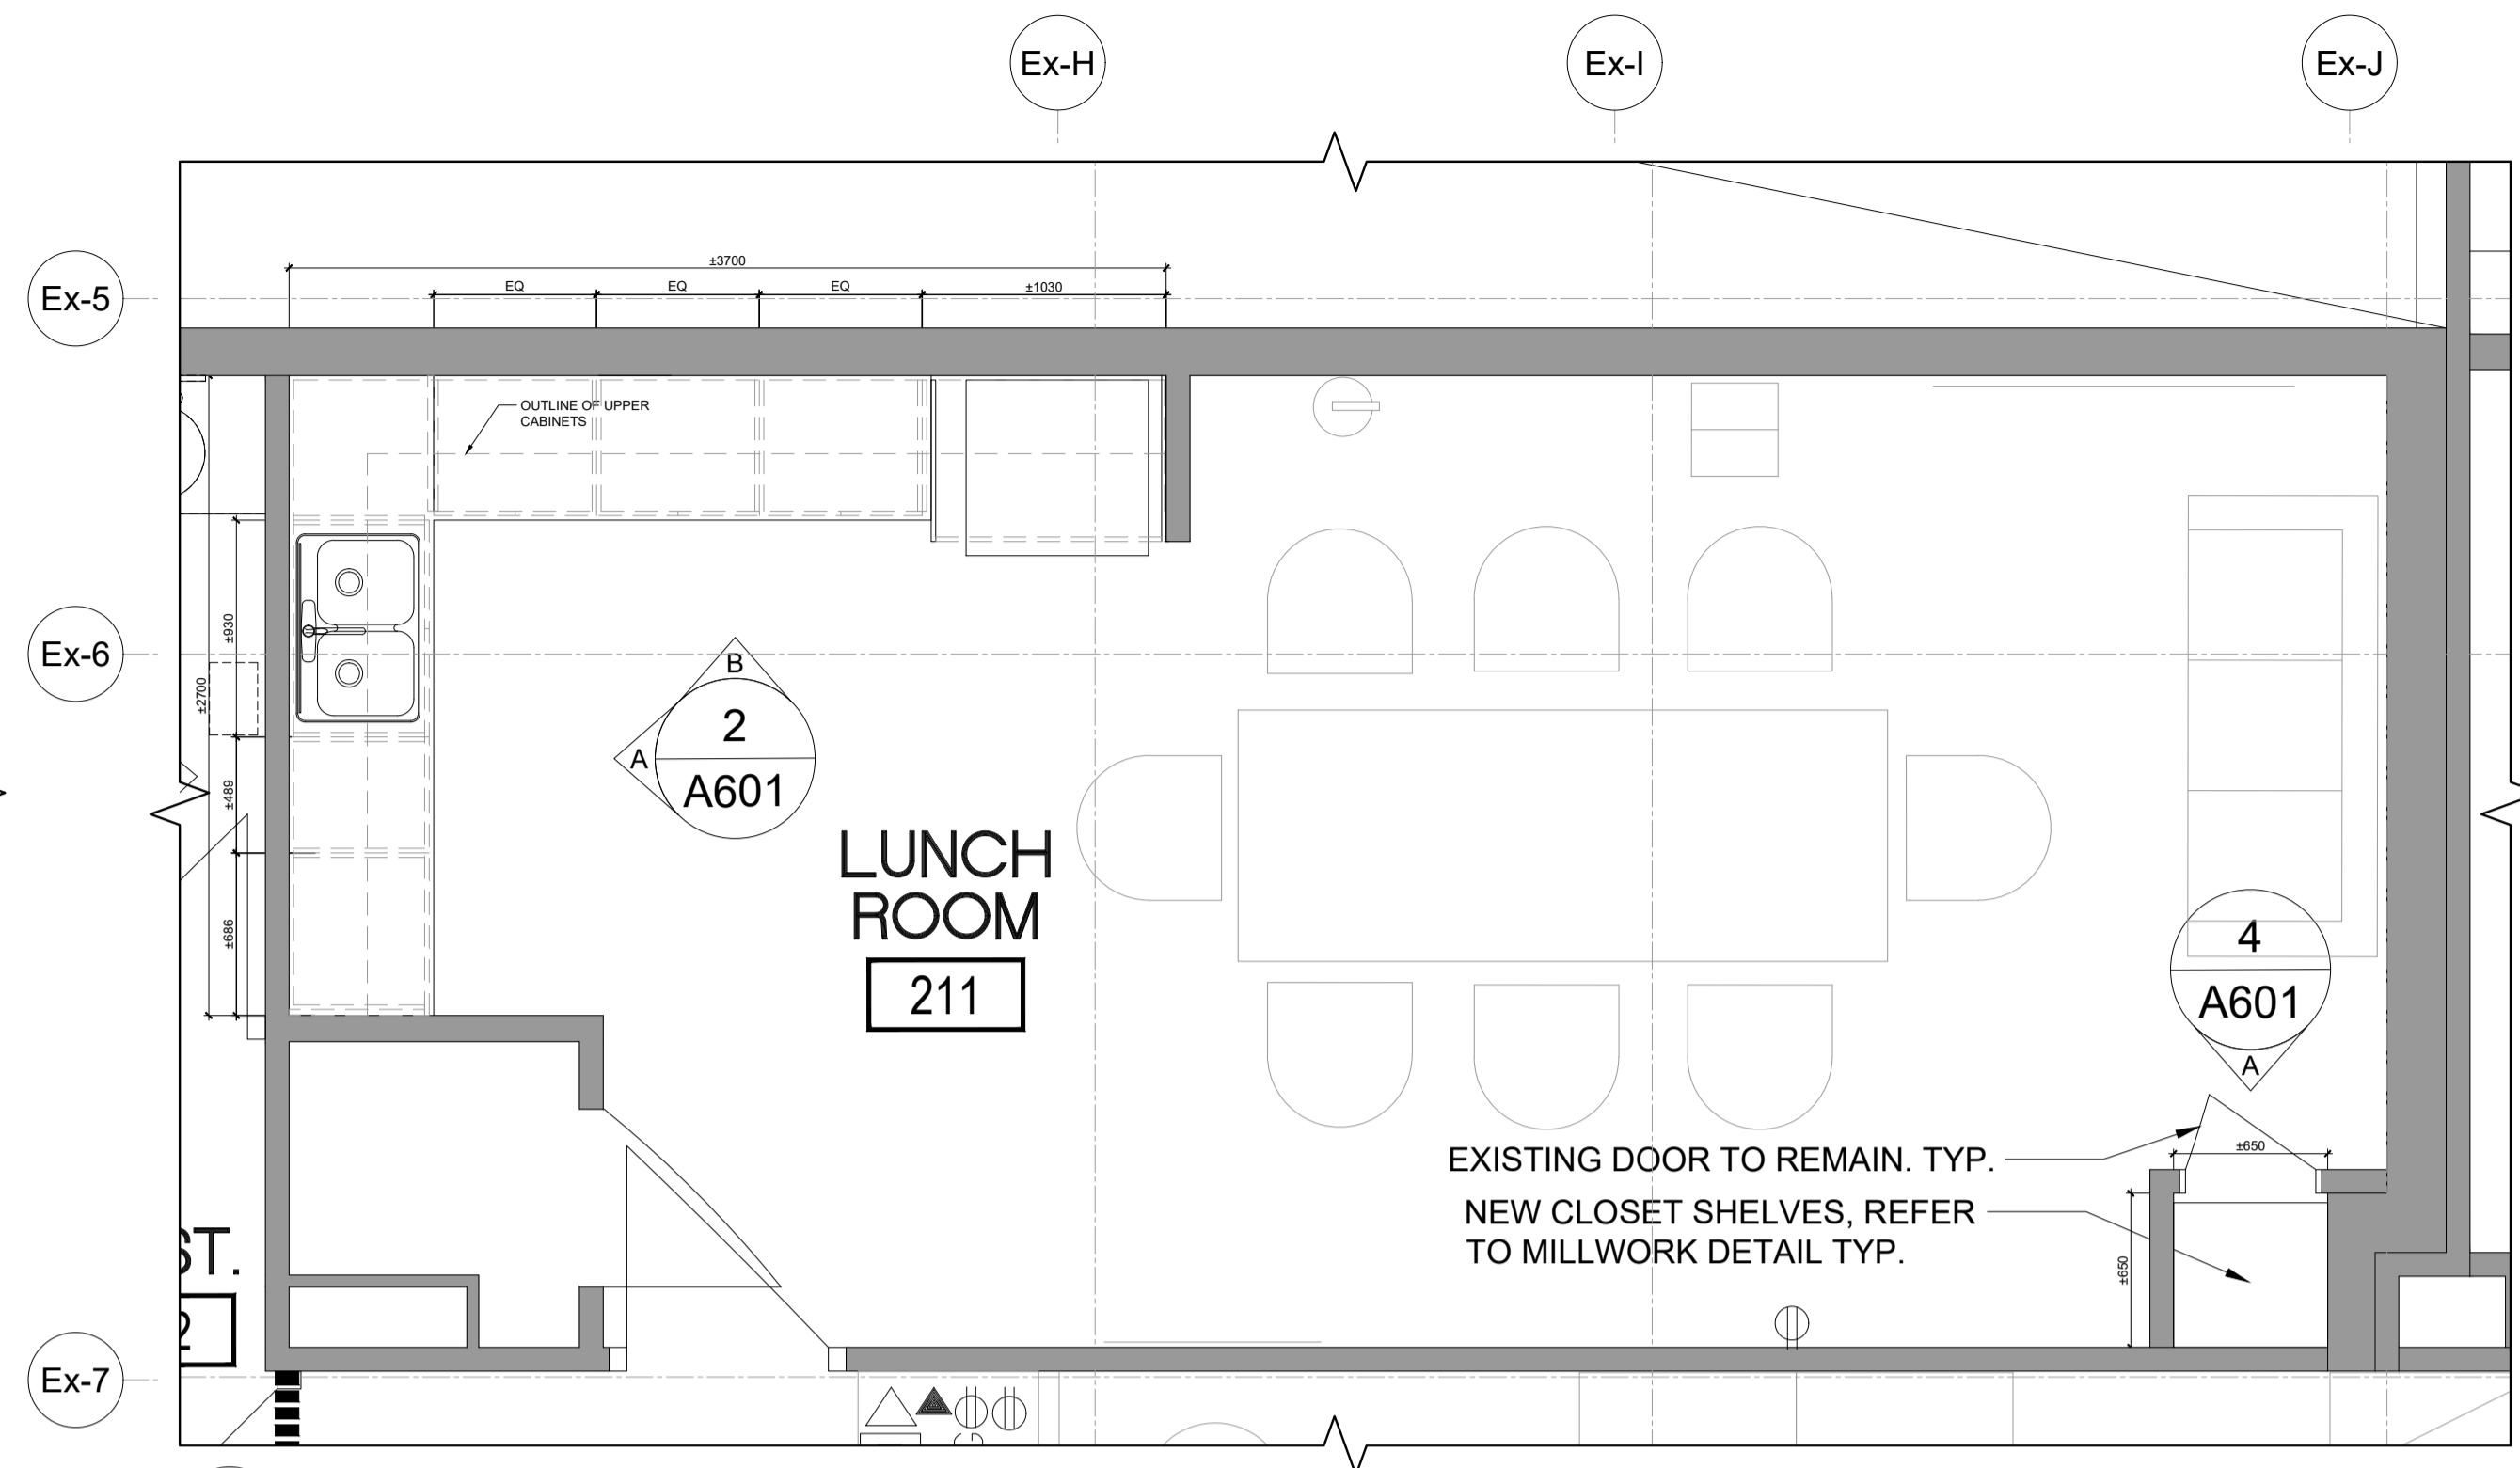 Ex-H
Ex-I
Ex-J
Ex-5
±3700
EQ
EQ
EQ
±1030
OUTLINE OF UPPER
CABINETS
Ex-6
±930
±2700
±489
±686
B
2
A
A601
LUNCH
ROOM
211
4
A601
A
EXISTING DOOR TO REMAIN. TYP.
±650
NEW CLOSET SHELVES, REFER
TO MILLWORK DETAIL TYP.
±650
ST.
2
Ex-7